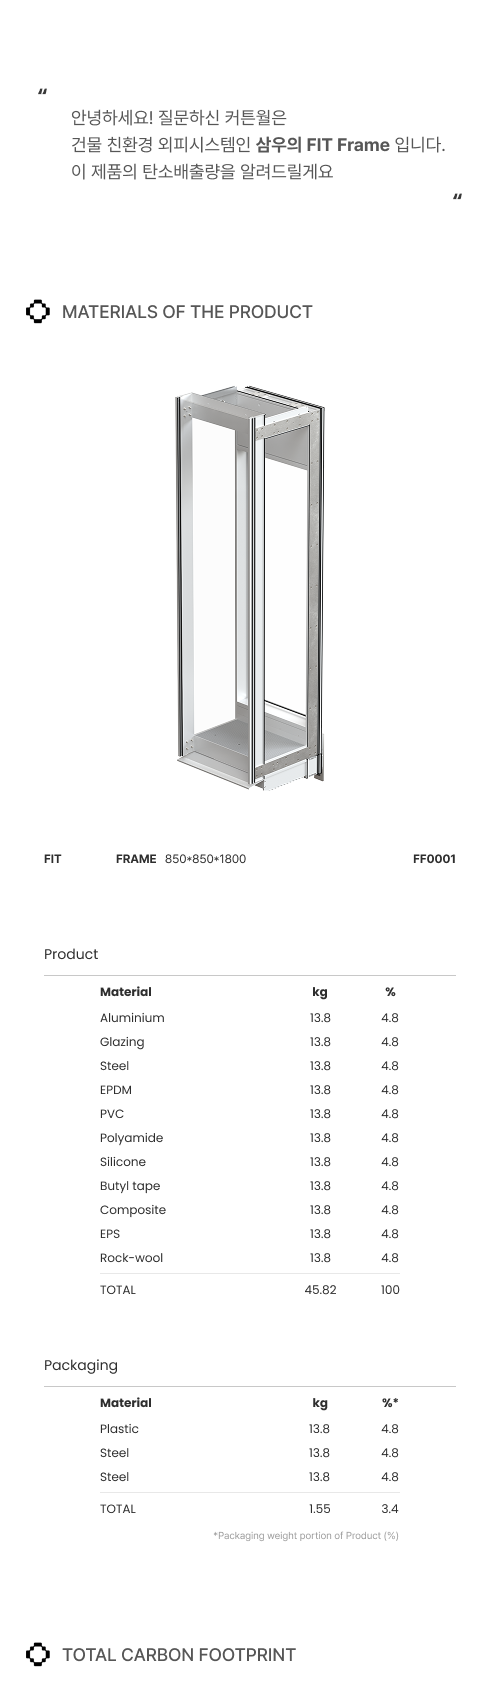 “
안녕하세요! 질문하신 커튼월은
건물 친환경 외피시스템인 삼우의 FIT Frame 입니다.
이 제품의 탄소배출량을 알려드릴게요
“
MATERIALS OF THE PRODUCT
FIT FRAME 850*850*1800 FF0001
Product
Material kg %
Aluminium 13.8 4.8
Glazing 13.8 4.8
Steel 13.8 4.8
EPDM 13.8 4.8
PVC 13.8 4.8
Polyamide 13.8 4.8
Silicone 13.8 4.8
Butyl tape 13.8 4.8
Composite 13.8 4.8
EPS 13.8 4.8
Rock-wool 13.8 4.8
TOTAL 45.82 100
Packaging
Material kg %*
Plastic 13.8 4.8
Steel 13.8 4.8
Steel 13.8 4.8
TOTAL 1.55 3.4
*Packaging weight portion of Product (%)
TOTAL CARBON FOOTPRINT